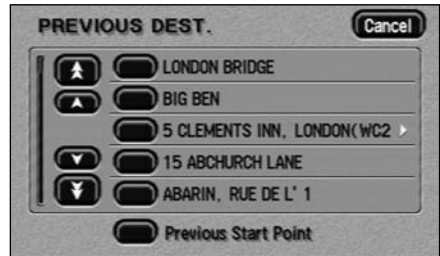 PREVIOUS DEST.
Cancel
LONDON BRIDGE
BIG BEN
5 CLEMENTS INN, LONDON(WC2
15 ABCHURCH LANE
ABARIN, RUE DE L' 1
Previous Start Point